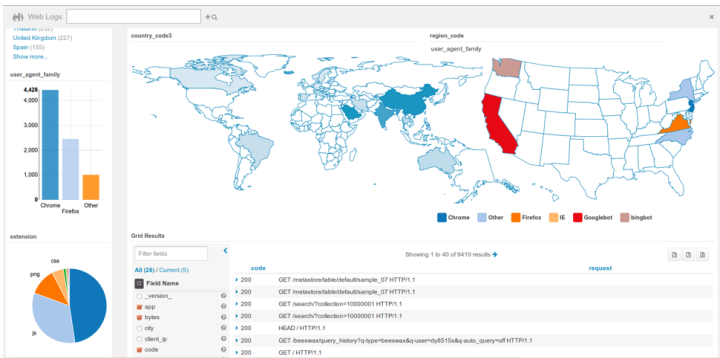 Web Logs
Thailand (232)
United Kingdom (227)
Spain (155)
Show more...
user_agent_family
4,428
4,000
3,000
2,000
1,000
0
Chrome
Firefox
Other
extension
css
png
js
country_code3
region_code
user_agent_family
Chrome
Other
Firefox
IE
Googlebot
bingbot
Grid Results
Filter fields
All (28) / Current (5)
Field Name
_version_
app
bytes
city
client_ip
code
Showing 1 to 40 of 9410 results
code request
200 GET /metastore/table/default/sample_07 HTTP/1.1
200 GET /metastore/table/default/sample_07 HTTP/1.1
200 GET /search/?collection=10000001 HTTP/1.1
200 GET /search/?collection=10000001 HTTP/1.1
200 HEAD / HTTP/1.1
200 GET /beeswax/query_history?q-type=beeswax&q-user=dy8515s&q-auto_query=off HTTP/1.1
200 GET / HTTP/1.1